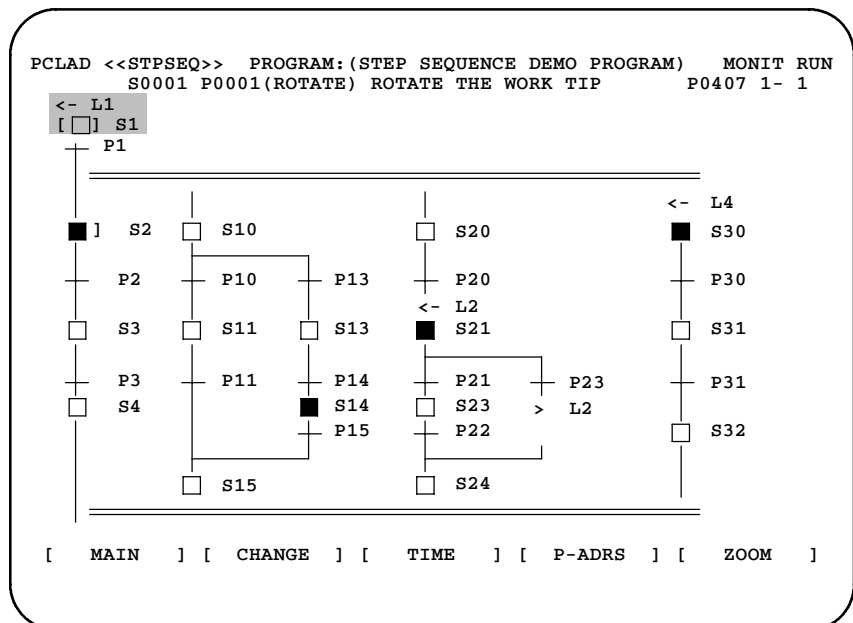 PCLAD <<STPSEQ>> PROGRAM:(STEP SEQUENCE DEMO PROGRAM) MONIT RUN
S0001 P0001(ROTATE) ROTATE THE WORK TIP P0407 1- 1
<- L1
[ ] S1
P1
<- L4
] S2 S10 S20 S30
P2 P10 P13 P20 P30
<- L2
S3 S11 S13 S21 S31
P3 P11 P14 P21 P23 P31
S4 S14 S23 > L2
P15 P22 S32
S15 S24
[ MAIN ] [ CHANGE ] [ TIME ] [ P-ADRS ] [ ZOOM ]